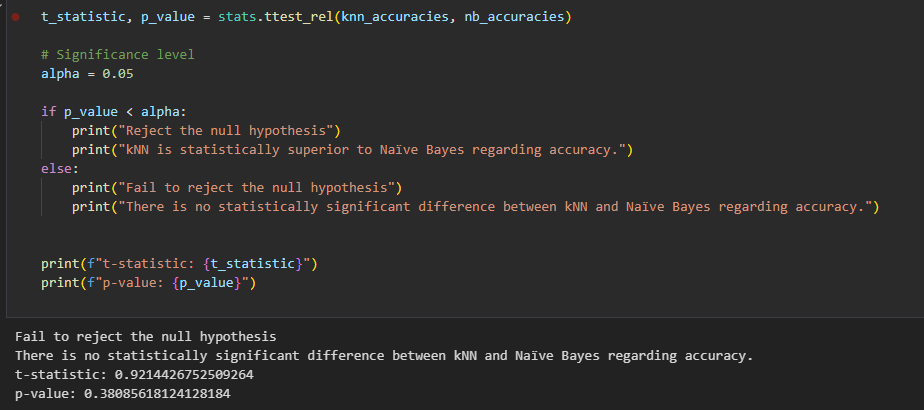 t_statistic, p_value = stats.ttest_rel(knn_accuracies, nb_accuracies)
# Significance level
alpha = 0.05
if p_value < alpha:
    print("Reject the null hypothesis")
    print("kNN is statistically superior to Naïve Bayes regarding accuracy.")
else:
    print("Fail to reject the null hypothesis")
    print("There is no statistically significant difference between kNN and Naïve Bayes regarding accuracy.")
print(f"t-statistic: {t_statistic}")
print(f"p-value: {p_value}")
Fail to reject the null hypothesis
There is no statistically significant difference between kNN and Naïve Bayes regarding accuracy.
t-statistic: 0.9214426752509264
p-value: 0.38085618124128184